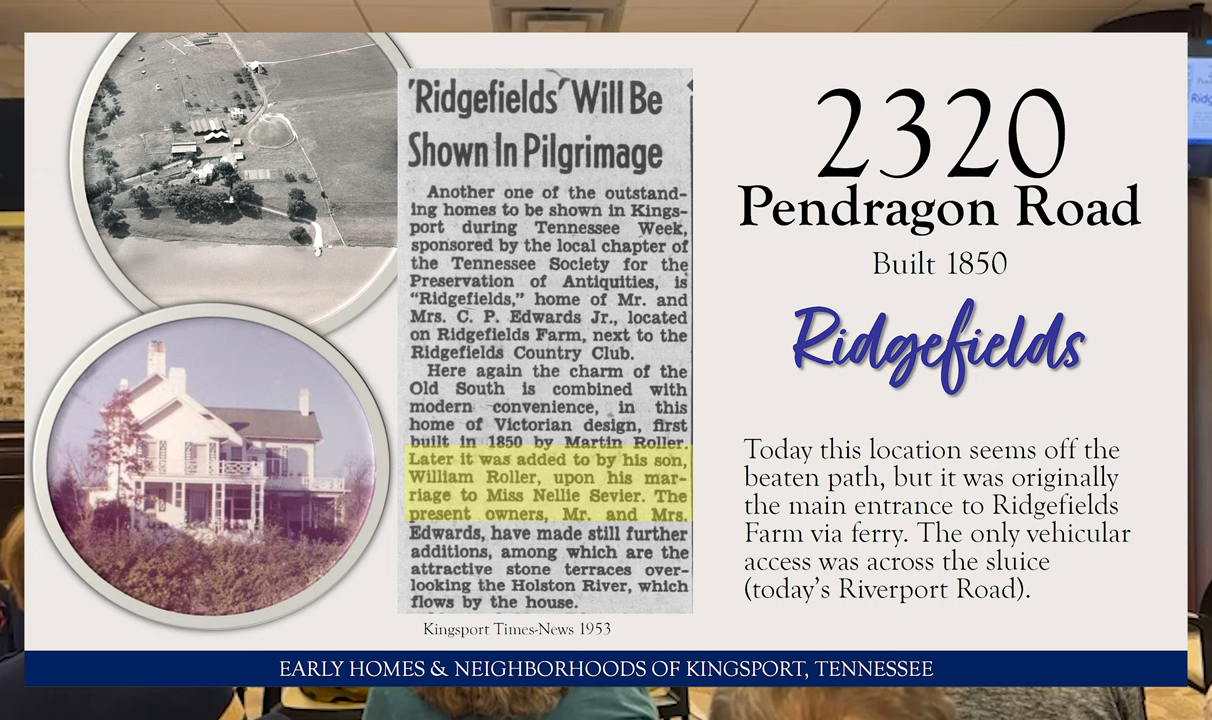 'Ridgefields' Will Be
Shown In Pilgrimage
Another one of the outstand-
ing homes to be shown in Kings-
port during Tennessee Week,
sponsored by the local chapter of
the Tennessee Society for the
Preservation of Antiquities, is
“Ridgefields,” home of Mr. and
Mrs. C. P. Edwards Jr., located
on Ridgefields Farm, next to the
Ridgefields Country Club.
Here again the charm of the
Old South is combined with
modern convenience, in this
home of Victorian design, first
built in 1850 by Martin Roller.
Later it was added to by his son,
William Roller, upon his mar-
riage to Miss Nellie Sevier. The
present owners, Mr. and Mrs.
Edwards, have made still further
additions, among which are the
attractive stone terraces over-
looking the Holston River, which
flows by the house.
Kingsport Times-News 1953
2320
Pendragon Road
Built 1850
Ridgefields
Today this location seems off the
beaten path, but it was originally
the main entrance to Ridgefields
Farm via ferry. The only vehicular
access was across the sluice
(today’s Riverport Road).
EARLY HOMES & NEIGHBORHOODS OF KINGSPORT, TENNESSEE